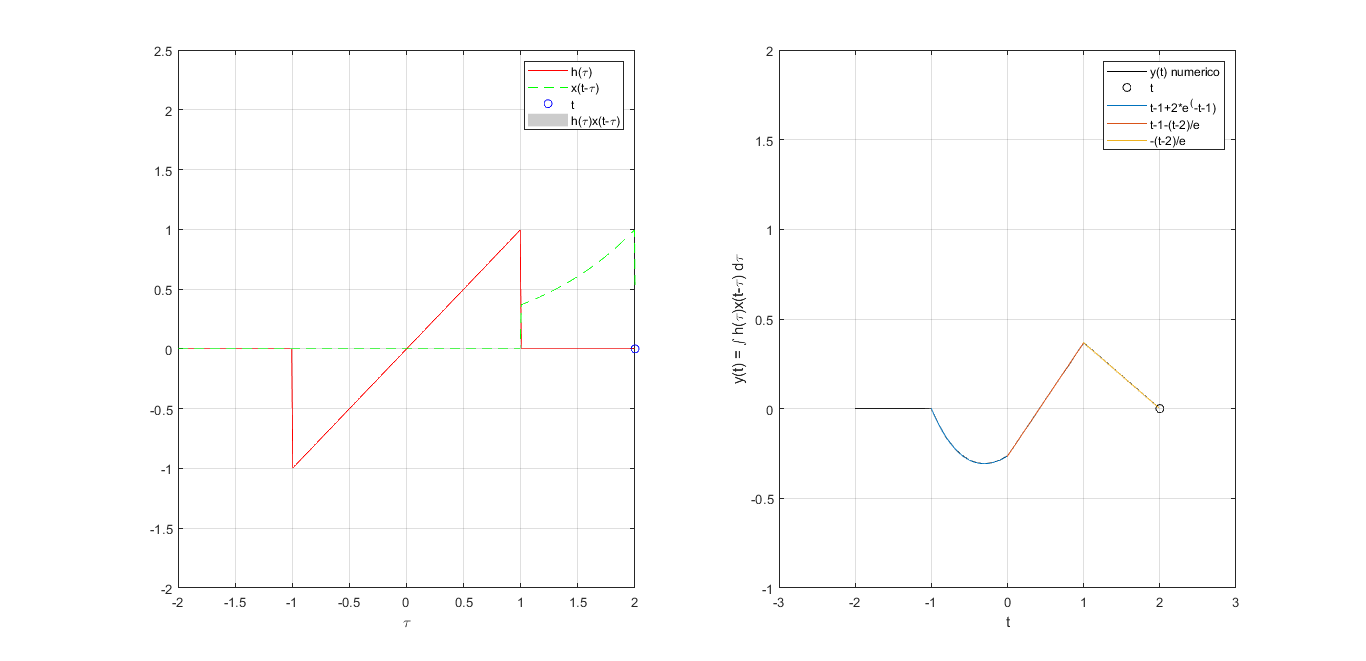 2.5
2
1.5
1
0.5
0
-0.5
-1
-1.5
-2
-2
-1.5
-1
-0.5
0
0.5
1
1.5
2
τ
h(τ)
x(t-τ)
t
h(τ)x(t-τ)
2
1.5
1
0.5
0
-0.5
-1
-3
-2
-1
0
1
2
3
t
y(t) = ∫ h(τ)x(t-τ) dτ
y(t) numerico
t
t-1+2*e^(-t-1)
t-1-(t-2)/e
-(t-2)/e